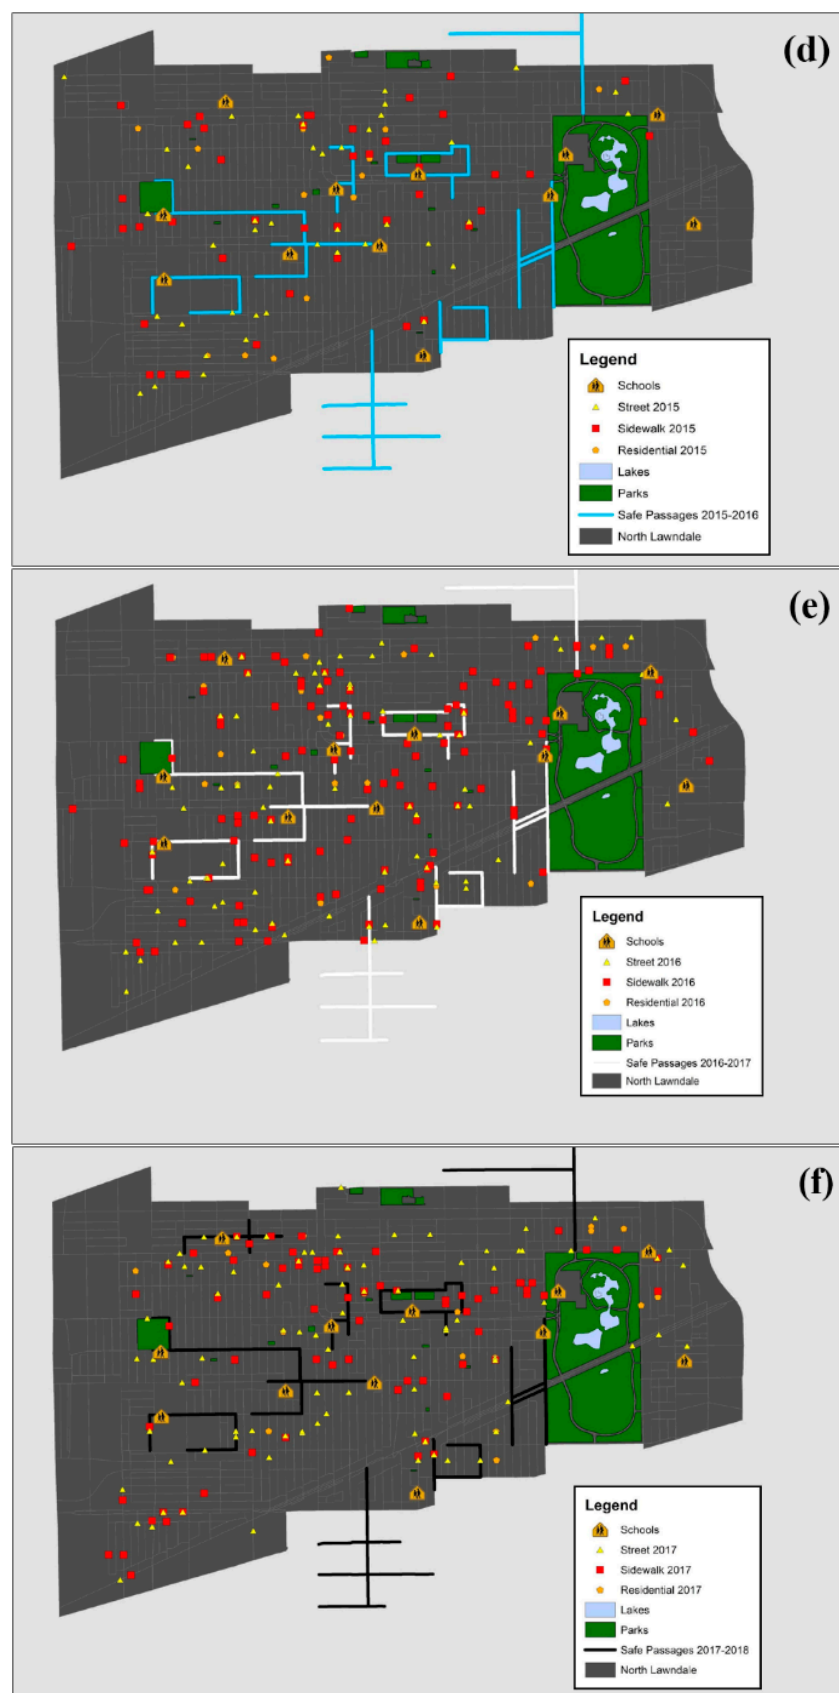 (d)
Legend
Schools
Street 2015
Sidewalk 2015
Residential 2015
Lakes
Parks
Safe Passages 2015-2016
North Lawndale
(e)
Legend
Schools
Street 2016
Sidewalk 2016
Residential 2016
Lakes
Parks
Safe Passages 2016-2017
North Lawndale
(f)
Legend
Schools
Street 2017
Sidewalk 2017
Residential 2017
Lakes
Parks
Safe Passages 2017-2018
North Lawndale